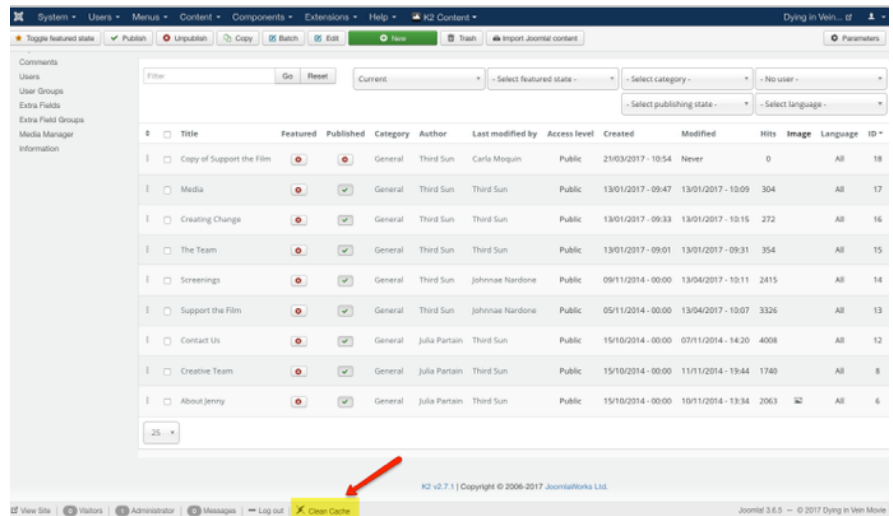 System Users Menus Content Components Extensions Help K2 Content Dying in Vein...
Toggle featured state Publish Unpublish Copy Batch Edit New Trash Import Joomla! content Parameters
Comments
Users
User Groups
Extra Fields
Extra Field Groups
Media Manager
Information
Filter Go Reset Current - Select featured state - - Select category - - No user -
- Select publishing state - - Select language -
Title Featured Published Category Author Last modified by Access level Created Modified Hits Image Language ID
Copy of Support the Film General Third Sun Carla Moquin Public 21/03/2017 - 10:54 Never 0 All 18
Media General Third Sun Third Sun Public 13/01/2017 - 09:47 13/01/2017 - 10:09 304 All 17
Creating Change General Third Sun Third Sun Public 13/01/2017 - 09:33 13/01/2017 - 10:15 272 All 16
The Team General Third Sun Third Sun Public 13/01/2017 - 09:01 13/01/2017 - 09:31 354 All 15
Screenings General Third Sun Johnnae Nardone Public 09/11/2014 - 00:00 13/04/2017 - 10:11 2415 All 14
Support the Film General Third Sun Johnnae Nardone Public 05/11/2014 - 00:00 13/04/2017 - 10:07 3326 All 13
Contact Us General Julia Partain Third Sun Public 15/10/2014 - 00:00 07/11/2014 - 14:20 4008 All 12
Creative Team General Julia Partain Third Sun Public 15/10/2014 - 00:00 11/11/2014 - 19:44 1740 All 8
About Jenny General Julia Partain Third Sun Public 15/10/2014 - 00:00 10/11/2014 - 13:34 2063 All 6
25
K2 v2.7.1 | Copyright © 2006-2017 JoomlaWorks Ltd.
View Site | 0 Visitors | 1 Administrator | 0 Messages | Log out | Clean Cache Joomla! 3.6.5 — © 2017 Dying in Vein Movie